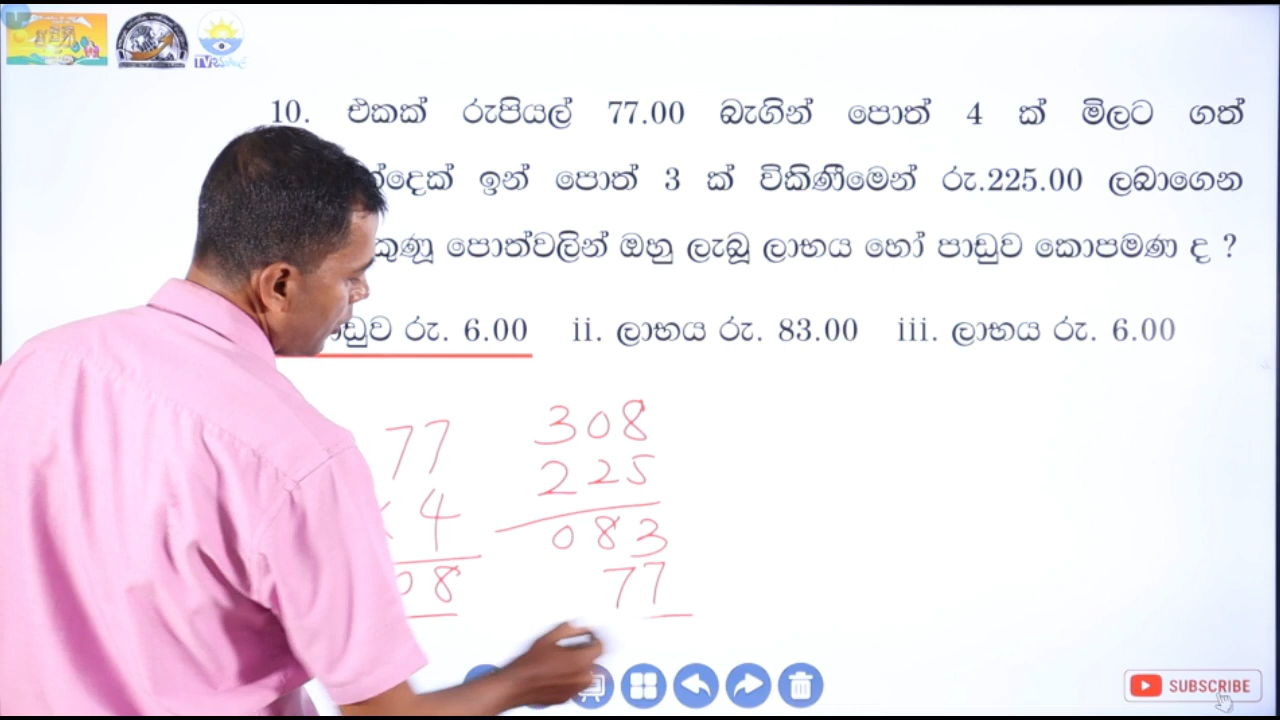 10. එකක් රුපියල් 77.00 බැගින් පොත් 4 ක් මිලට ගත්
ඉන් පොත් 3 ක් විකිණීමෙන් රු.225.00 ලබාගෙන
පොත්වලින් ඔහු ලැබූ ලාභය හෝ පාඩුව කොපමණ ද ?
රු. 6.00 ii. ලාභය රු. 83.00 iii. ලාභය රු. 6.00
77
4
08
308
225
083
77
SUBSCRIBE